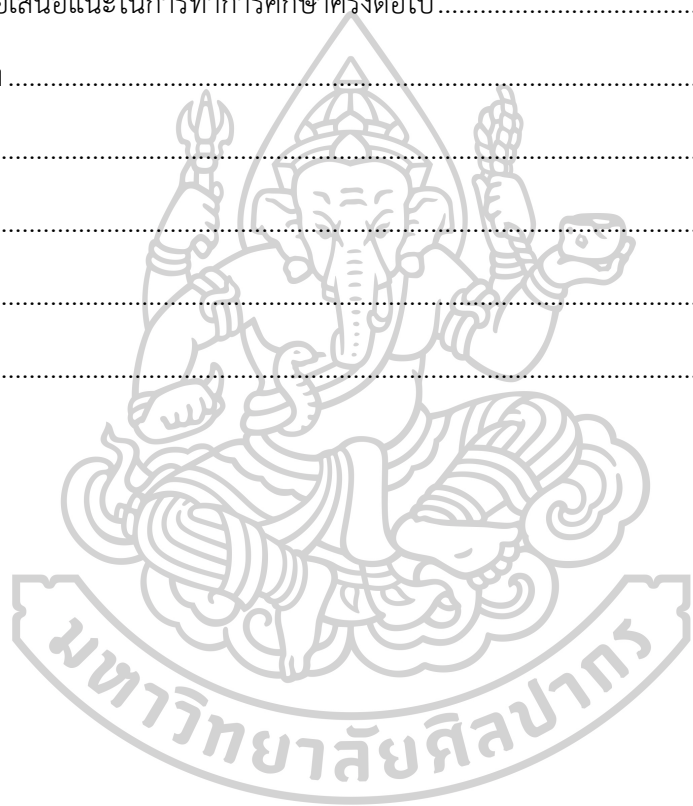 อเสนอแนะในการทำการศึกษาครั้งต่อไป
มหาวิทยาลัยศิลปากร